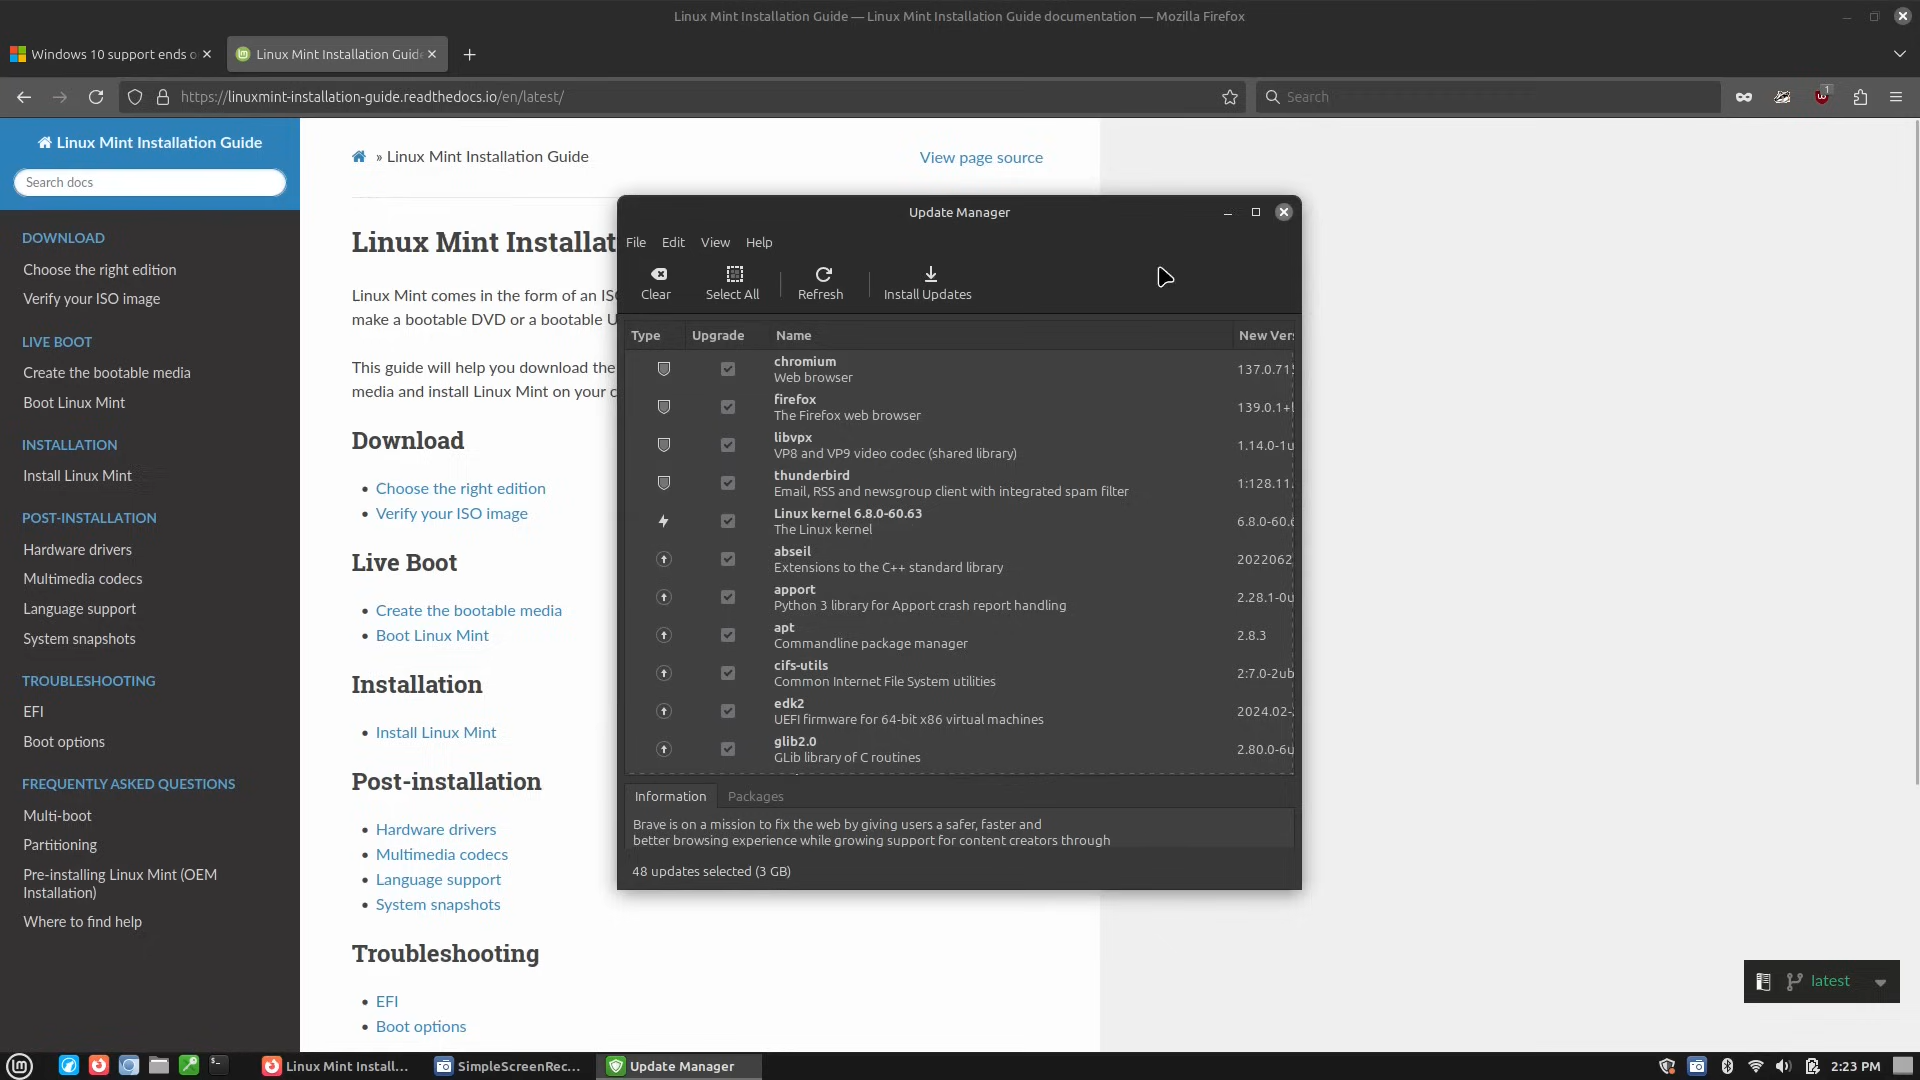 Linux Mint Installation Guide — Linux Mint Installation Guide documentation — Mozilla Firefox
Windows 10 support ends o
Linux Mint Installation Guide
https://linuxmint-installation-guide.readthedocs.io/en/latest/
Search
1
Linux Mint Installation Guide
Search docs
DOWNLOAD
Choose the right edition
Verify your ISO image
LIVE BOOT
Create the bootable media
Boot Linux Mint
INSTALLATION
Install Linux Mint
POST-INSTALLATION
Hardware drivers
Multimedia codecs
Language support
System snapshots
TROUBLESHOOTING
EFI
Boot options
FREQUENTLY ASKED QUESTIONS
Multi-boot
Partitioning
Pre-installing Linux Mint (OEM
Installation)
Where to find help
» Linux Mint Installation Guide
View page source
Linux Mint Installat
Linux Mint comes in the form of an ISO
make a bootable DVD or a bootable U
This guide will help you download the
media and install Linux Mint on your c
Download
• Choose the right edition
• Verify your ISO image
Live Boot
• Create the bootable media
• Boot Linux Mint
Installation
• Install Linux Mint
Post-installation
• Hardware drivers
• Multimedia codecs
• Language support
• System snapshots
Troubleshooting
• EFI
• Boot options
Update Manager
File Edit View Help
Clear Select All Refresh Install Updates
Type Upgrade Name New Ver
chromium
Web browser
137.0.71
firefox
The Firefox web browser
139.0.1+l
libvpx
VP8 and VP9 video codec (shared library)
1.14.0-1u
thunderbird
Email, RSS and newsgroup client with integrated spam filter
1:128.11.
Linux kernel 6.8.0-60.63
The Linux kernel
6.8.0-60.6
abseil
Extensions to the C++ standard library
2022062
apport
Python 3 library for Apport crash report handling
2.28.1-0u
apt
Commandline package manager
2.8.3
cifs-utils
Common Internet File System utilities
2:7.0-2ub
edk2
UEFI firmware for 64-bit x86 virtual machines
2024.02-
glib2.0
GLib library of C routines
2.80.0-6u
Information Packages
Brave is on a mission to fix the web by giving users a safer, faster and
better browsing experience while growing support for content creators through
48 updates selected (3 GB)
latest
Linux Mint Install...
SimpleScreenRec...
Update Manager
2:23 PM